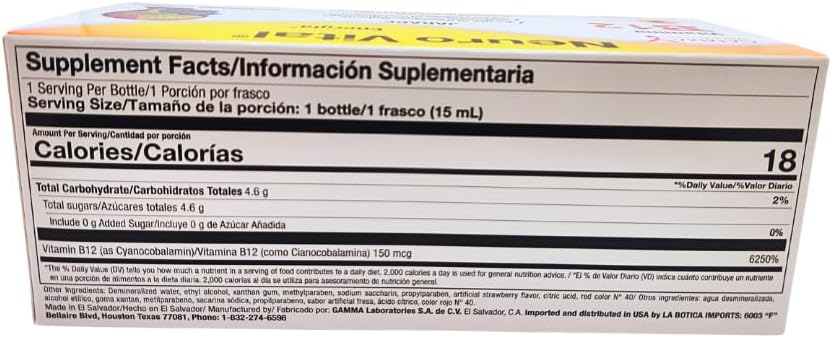 Neuro Vital
Energía
Vitamin
B12
Supplement Facts/Información Suplementaria
1 Serving Per Bottle/1 Porción por frasco
Serving Size/Tamaño de la porción: 1 bottle/1 frasco (15 mL)
Amount Per Serving/Cantidad por porción
Calories/Calorías 18
*%Daily Value/%Valor Diario
Total Carbohydrate/Carbohidratos Totales 4.6 g 2%
Total sugars/Azúcares totales 4.6 g
Include 0 g Added Sugar/Incluye 0 g de Azúcar Añadida 0%
Vitamin B12 (as Cyanocobalamin)/Vitamina B12 (como Cianocobalamina) 150 mcg 6250%
*The % Daily Value (DV) tells you how much a nutrient in a serving of food contributes to a daily diet. 2,000 calories a day is used for general nutrition advice. / *El % de Valor Diario (VD) indica cuánto contribuye un nutriente
en una porción de alimentos a la dieta diaria. 2,000 calorías al día se utiliza para asesoramiento de nutrición general.
Other Ingredients: Demineralized water, ethyl alcohol, xanthan gum, methylparaben, sodium saccharin, propylparaben, artificial strawberry flavor, citric acid, red color N° 40/ Otros ingredientes: agua desmineralizada,
alcohol etílico, goma xantan, metilparabeno, sacarina sódica, propilparabeno, sabor artificial fresa, ácido cítrico, color rojo N° 40.
Made in El Salvador/Hecho en El Salvador/ Manufactured by/ Fabricado por: GAMMA Laboratories S.A. de C.V. El Salvador, C.A. Imported and distributed in USA by LA BOTICA IMPORTS: 6003 "F"
Bellaire Blvd, Houston Texas 77081, Phone: 1-832-274-6598